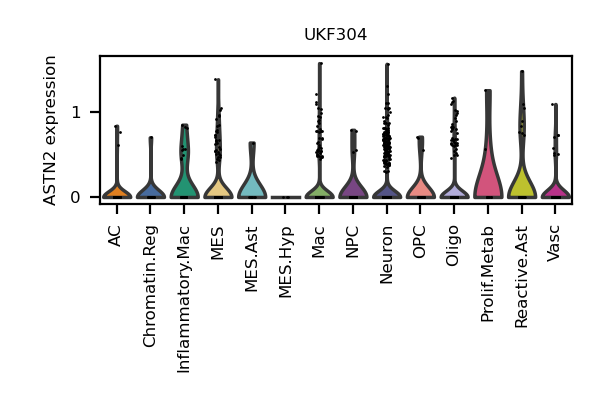 UKF304
ASTN2 expression
1
0
AC
Chromatin.Reg
Inflammatory.Mac
MES
MES.Ast
MES.Hyp
Mac
NPC
Neuron
OPC
Oligo
Prolif.Metab
Reactive.Ast
Vasc